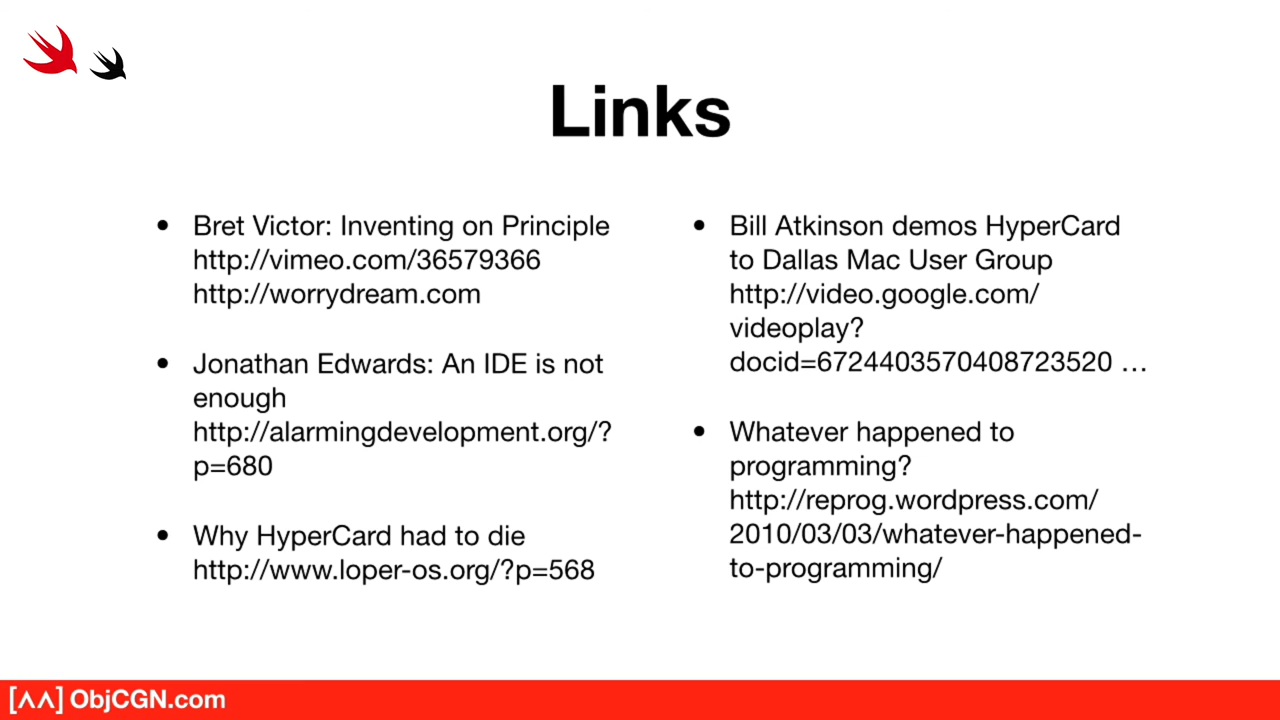 Links
• Bret Victor: Inventing on Principle
http://vimeo.com/36579366
http://worrydream.com
• Jonathan Edwards: An IDE is not
enough
http://alarmingdevelopment.org/?
p=680
• Why HyperCard had to die
http://www.loper-os.org/?p=568
• Bill Atkinson demos HyperCard
to Dallas Mac User Group
http://video.google.com/
videoplay?
docid=6724403570408723520 …
• Whatever happened to
programming?
http://reprog.wordpress.com/
2010/03/03/whatever-happened-
to-programming/
[ʌʌ] ObjCGN.com